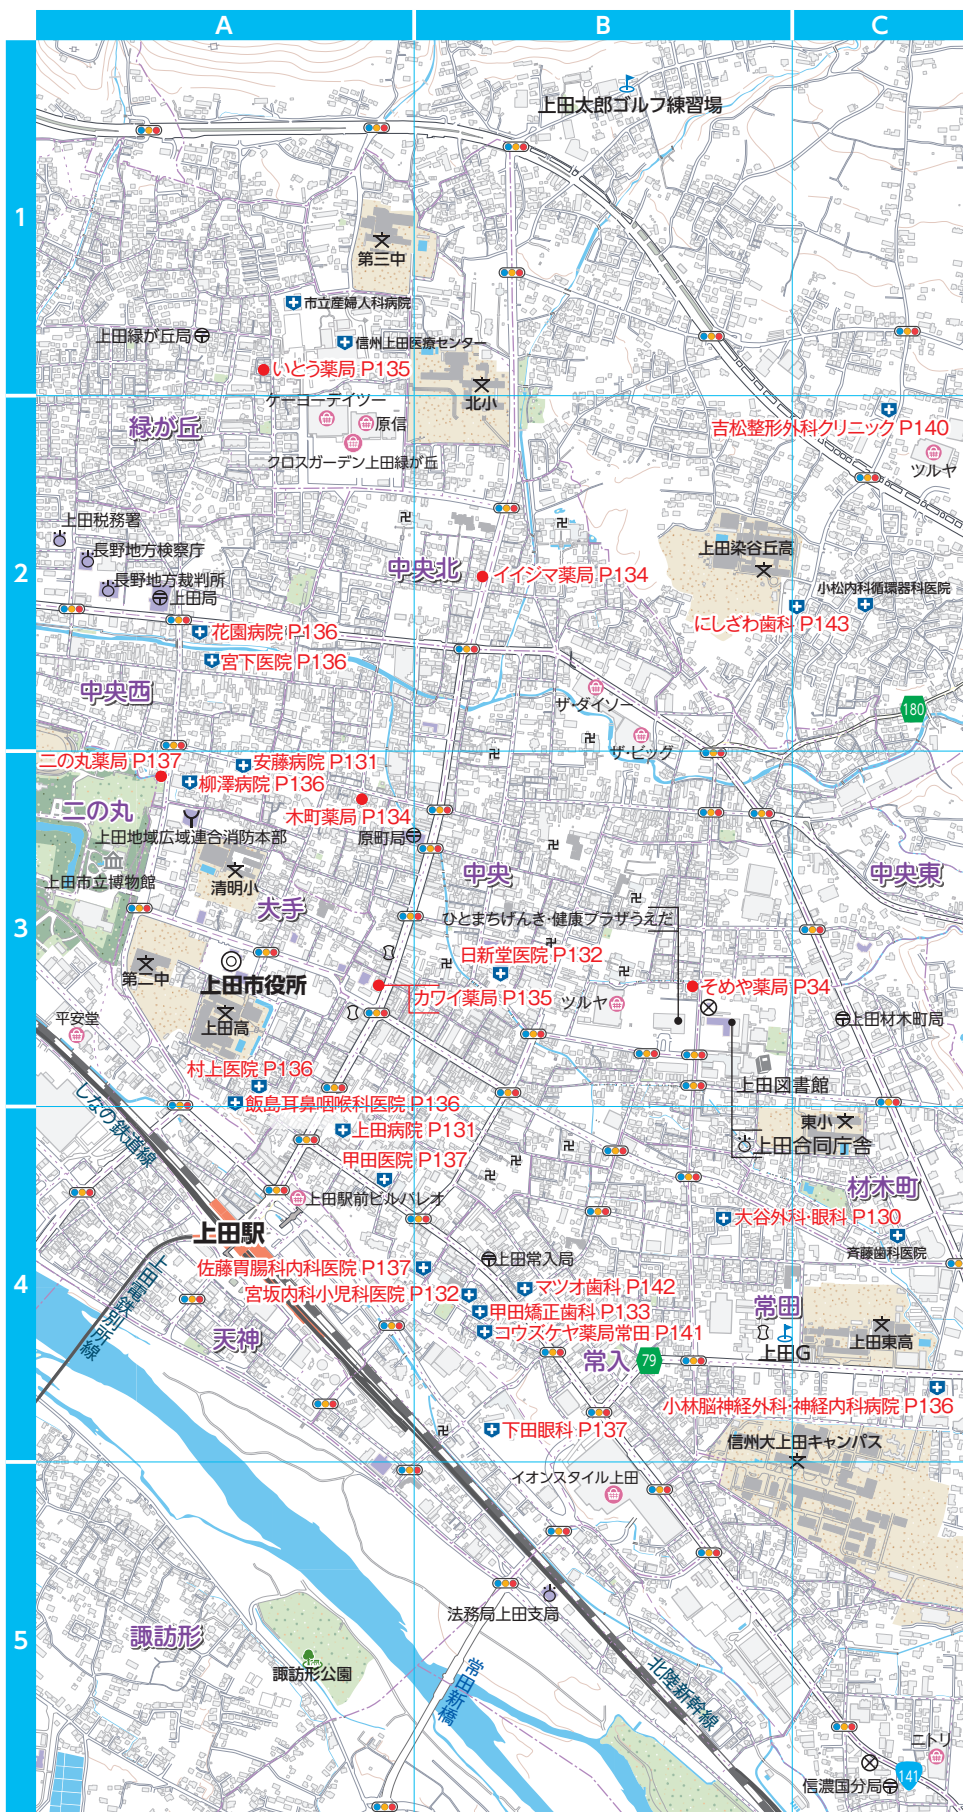 A
B
C
1
上田太郎ゴルフ練習場
第三中
市立産婦人科病院
上田緑が丘局
信州上田医療センター
いとう薬局 P135
北小
ケーヨーデイツー
緑が丘
原信
吉松整形外科クリニック P140
クロスガーデン上田緑が丘
ツルヤ
2
上田税務署
長野地方検察庁
上田染谷丘高
中央北
イイジマ薬局 P134
長野地方裁判所
上田局
小松内科循環器科医院
花園病院 P136
にしざわ歯科 P143
宮下医院 P136
中央西
ザ・ダイソー
180
ザ・ビッグ
3
二の丸薬局 P137
安藤病院 P131
柳澤病院 P136
二の丸
木町薬局 P134
上田地域広域連合消防本部
原町局
上田市立博物館
清明小
中央
中央東
大手
ひとまちげんき・健康プラザうえだ
日新堂医院 P132
第二中
上田市役所
カワイ薬局 P135
ツルヤ
そめや薬局 P34
上田高
平安堂
上田材木町局
村上医院 P136
上田図書館
しなの鉄道線
飯島耳鼻咽喉科医院 P136
4
上田病院 P131
東小
上田合同庁舎
甲田医院 P137
材木町
上田駅前ビルパレオ
大谷外科・眼科 P130
上田駅
斉藤歯科医院
上田常入局
佐藤胃腸科内科医院 P137
宮坂内科小児科医院 P132
マツオ歯科 P142
上田電鉄別所線
甲田矯正歯科 P133
常田
コウズケヤ薬局常田 P141
天神
上田G
上田東高
常入
79
小林脳神経外科・神経内科病院 P136
下田眼科 P137
信州大上田キャンパス
5
イオンスタイル上田
法務局上田支局
諏訪形
諏訪形公園
常田新橋
北陸新幹線
ニトリ
141
信濃国分局